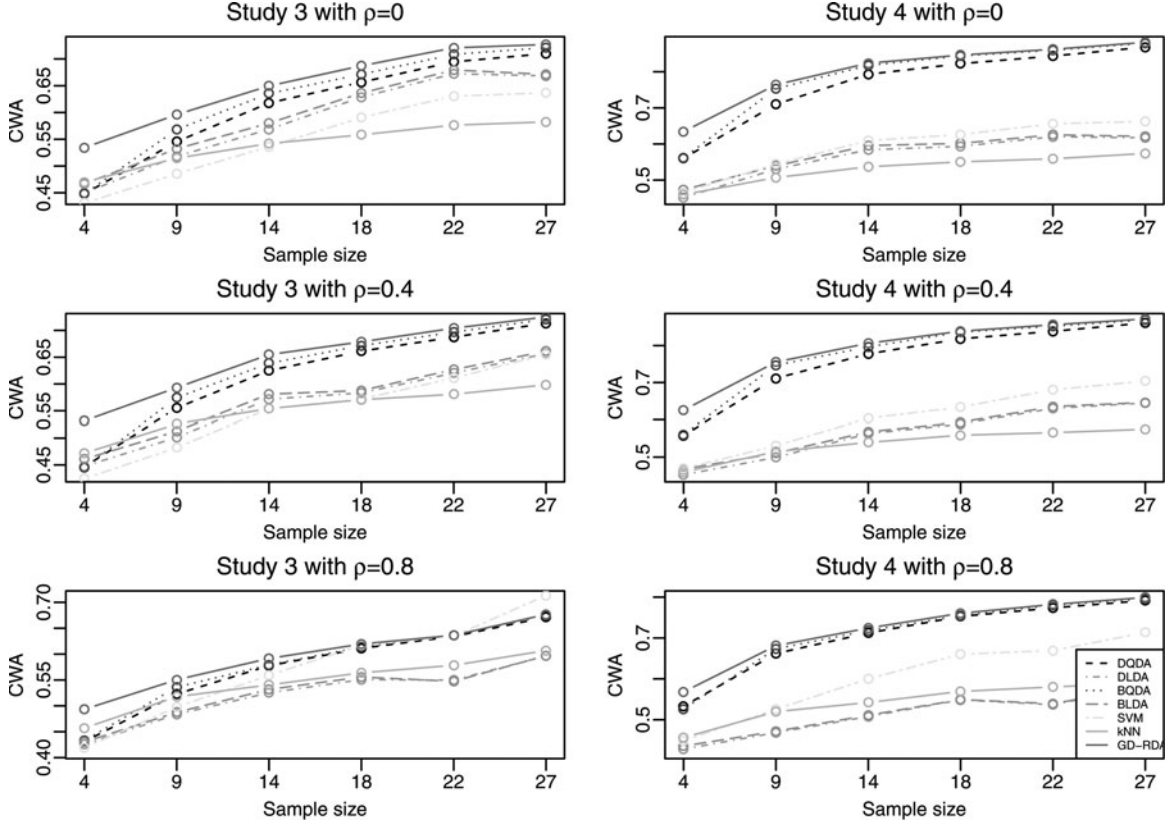 Study 3 with ρ=0
CWA
0.45 0.55 0.65
4 9 14 18 22 27
Sample size
Study 4 with ρ=0
CWA
0.5 0.7
4 9 14 18 22 27
Sample size
Study 3 with ρ=0.4
CWA
0.45 0.55 0.65
4 9 14 18 22 27
Sample size
Study 4 with ρ=0.4
CWA
0.5 0.7
4 9 14 18 22 27
Sample size
Study 3 with ρ=0.8
CWA
0.40 0.55 0.70
4 9 14 18 22 27
Sample size
Study 4 with ρ=0.8
CWA
0.5 0.7
4 9 14 18 22 27
Sample size
DQDA
DLDA
BQDA
BLDA
SVM
kNN
GD-RDA